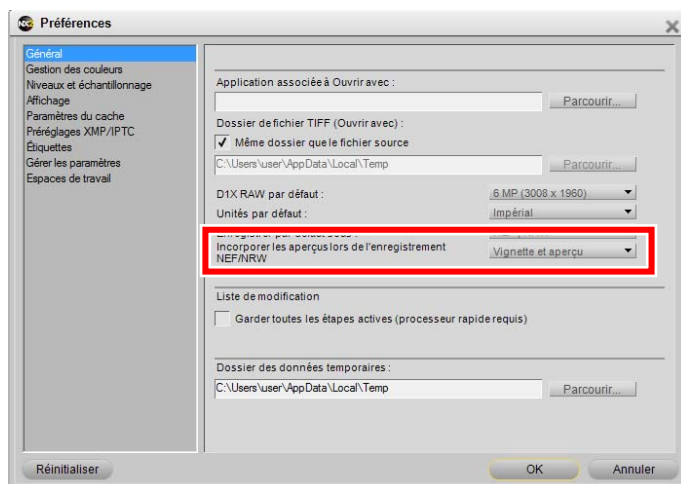 Préférences
Général
Gestion des couleurs
Niveaux et échantillonnage
Affichage
Paramètres du cache
Préréglages XMP/IPTC
Étiquettes
Gérer les paramètres
Espaces de travail
Application associée à Ouvrir avec :
Parcourir...
Dossier de fichier TIFF (Ouvrir avec) :
Même dossier que le fichier source
C:\Users\user\AppData\Local\Temp
Parcourir...
D1X RAW par défaut :
6 MP (3008 x 1960)
Unités par défaut :
Impérial
Enregistrer par défaut sous :
Incorporer les aperçus lors de l'enregistrement
NEF/NRW
Vignette et aperçu
Liste de modification
Garder toutes les étapes actives (processeur rapide requis)
Dossier des données temporaires :
C:\Users\user\AppData\Local\Temp
Parcourir...
Réinitialiser
OK
Annuler